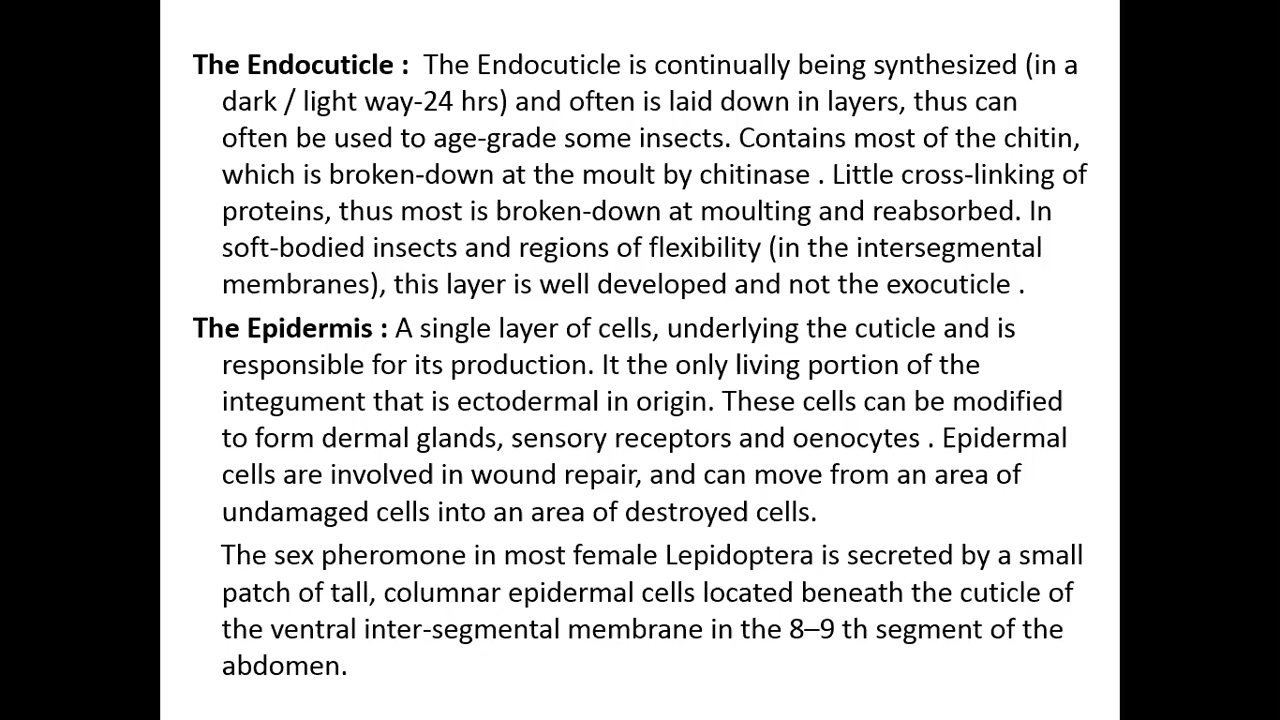 The Endocuticle :  The Endocuticle is continually being synthesized (in a
dark / light way-24 hrs) and often is laid down in layers, thus can
often be used to age-grade some insects. Contains most of the chitin,
which is broken-down at the moult by chitinase . Little cross-linking of
proteins, thus most is broken-down at moulting and reabsorbed. In
soft-bodied insects and regions of flexibility (in the intersegmental
membranes), this layer is well developed and not the exocuticle .
The Epidermis : A single layer of cells, underlying the cuticle and is
responsible for its production. It the only living portion of the
integument that is ectodermal in origin. These cells can be modified
to form dermal glands, sensory receptors and oenocytes . Epidermal
cells are involved in wound repair, and can move from an area of
undamaged cells into an area of destroyed cells.
The sex pheromone in most female Lepidoptera is secreted by a small
patch of tall, columnar epidermal cells located beneath the cuticle of
the ventral inter-segmental membrane in the 8–9 th segment of the
abdomen.